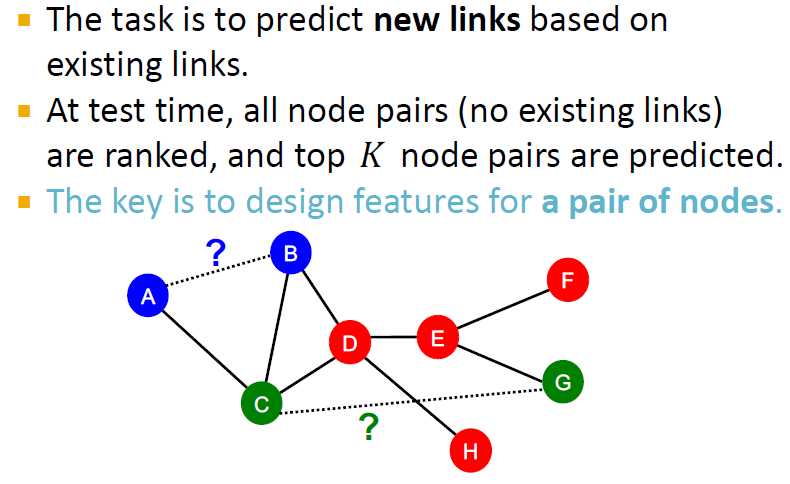 The task is to predict new links based on
existing links.
At test time, all node pairs (no existing links)
are ranked, and top K node pairs are predicted.
The key is to design features for a pair of nodes.
?
B
A
F
D
E
G
C
?
H